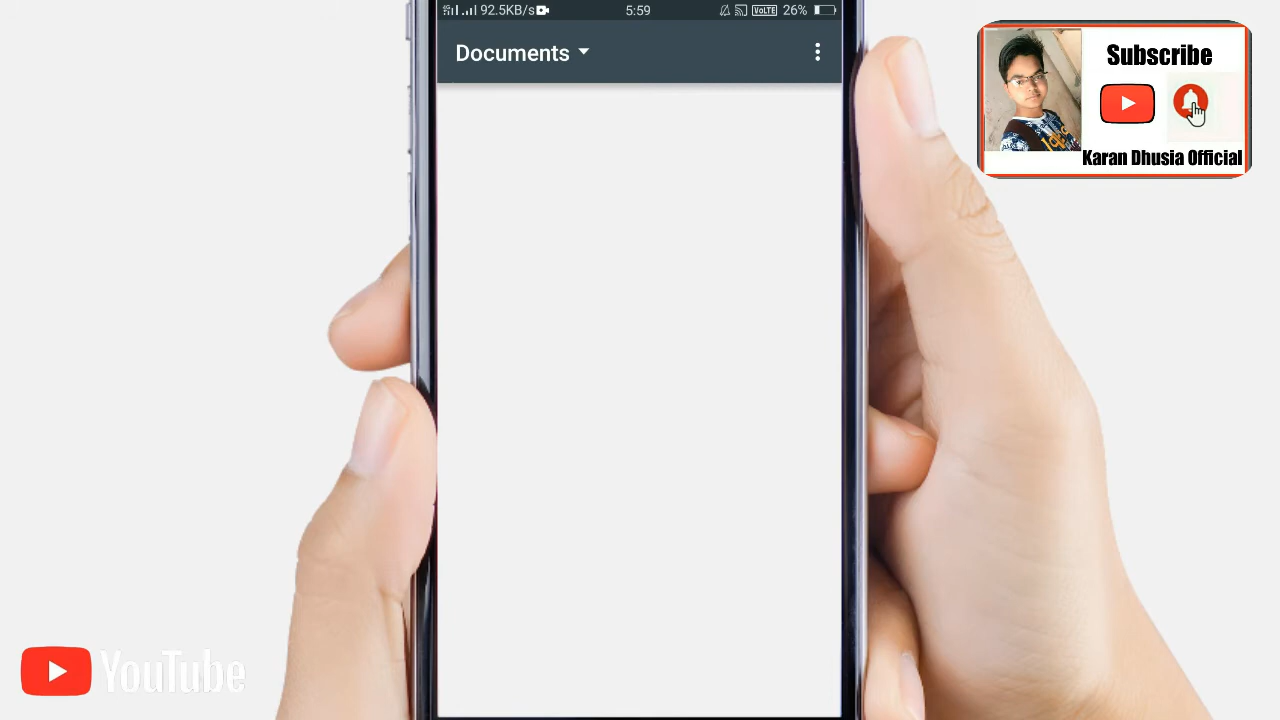 92.5KB/s 5:59 VoLTE 26%
Documents
Subscribe
Karan Dhusia Official
YouTube